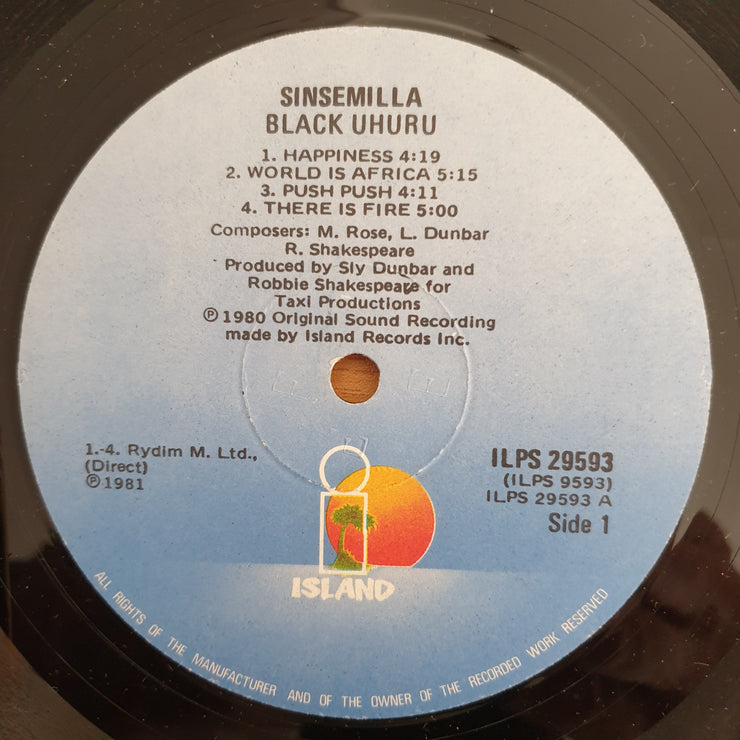 SINSEMILLA
BLACK UHURU
1. HAPPINESS 4:19
2. WORLD IS AFRICA 5:15
3. PUSH PUSH 4:11
4. THERE IS FIRE 5:00
Composers: M. Rose, L. Dunbar
R. Shakespeare
Produced by Sly Dunbar and
Robbie Shakespeare for
Taxi Productions
℗ 1980 Original Sound Recording
made by Island Records Inc.
1.-4. Rydim M. Ltd.,
(Direct)
℗ 1981
ILPS 29593
(ILPS 9593)
ILPS 29593 A
Side 1
ISLAND
ALL RIGHTS OF THE MANUFACTURER AND OF THE OWNER OF THE RECORDED WORK RESERVED